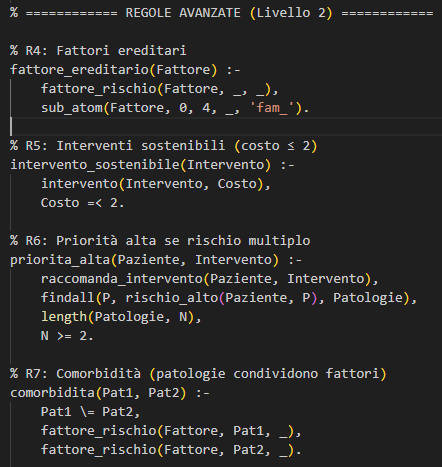 % ============ REGOLE AVANZATE (Livello 2) ============
% R4: Fattori ereditari
fattore_ereditario(Fattore) :-
    fattore_rischio(Fattore, _, _),
    sub_atom(Fattore, 0, 4, _, 'fam_').
% R5: Interventi sostenibili (costo ≤ 2)
intervento_sostenibile(Intervento) :-
    intervento(Intervento, Costo),
    Costo =< 2.
% R6: Priorità alta se rischio multiplo
priorita_alta(Paziente, Intervento) :-
    raccomanda_intervento(Paziente, Intervento),
    findall(P, rischio_alto(Paziente, P), Patologie),
    length(Patologie, N),
    N >= 2.
% R7: Comorbidità (patologie condividono fattori)
comorbidita(Pat1, Pat2) :-
    Pat1 \= Pat2,
    fattore_rischio(Fattore, Pat1, _),
    fattore_rischio(Fattore, Pat2, _).